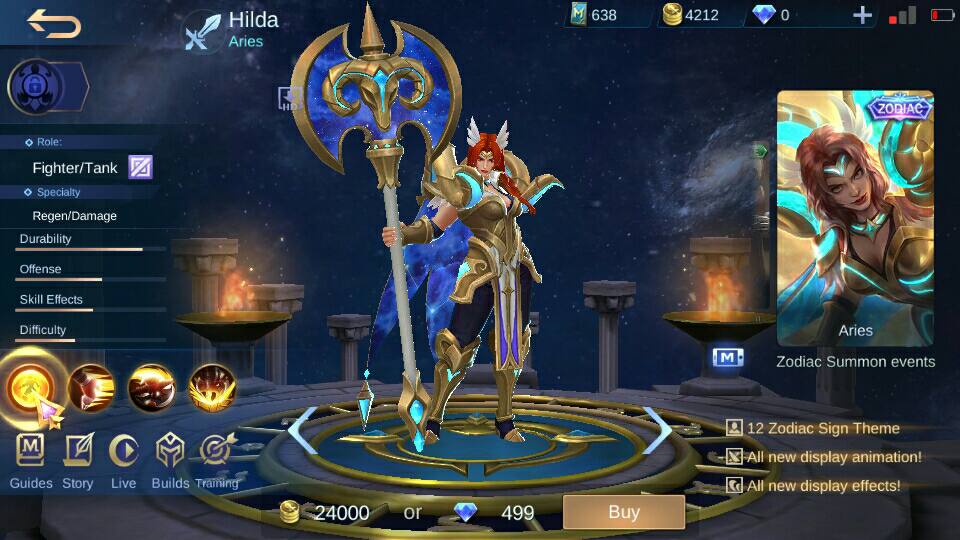 Hilda
Aries
638
4212
0
HD
Role:
Fighter/Tank
Specialty
Regen/Damage
Durability
Offense
Skill Effects
Difficulty
M
Guides
Story
Live
Builds
Training
ZODIAC
Aries
M
Zodiac Summon events
12 Zodiac Sign Theme
All new display animation!
All new display effects!
24000 or 499
Buy